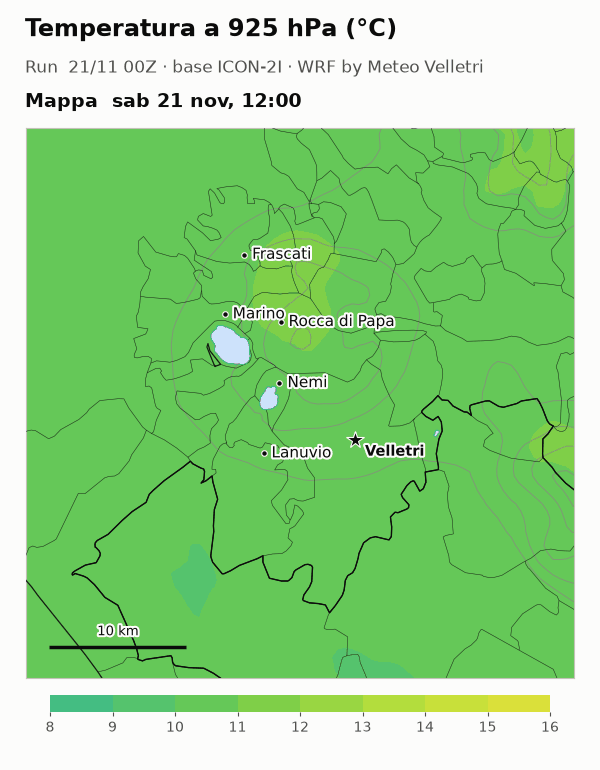 Temperatura a 925 hPa (°C)
Run  21/11 00Z · base ICON-2I · WRF by Meteo Velletri
Mappa  sab 21 nov, 12:00
Frascati
Marino
Rocca di Papa
Nemi
Velletri
Lanuvio
10 km
8 9 10 11 12 13 14 15 16